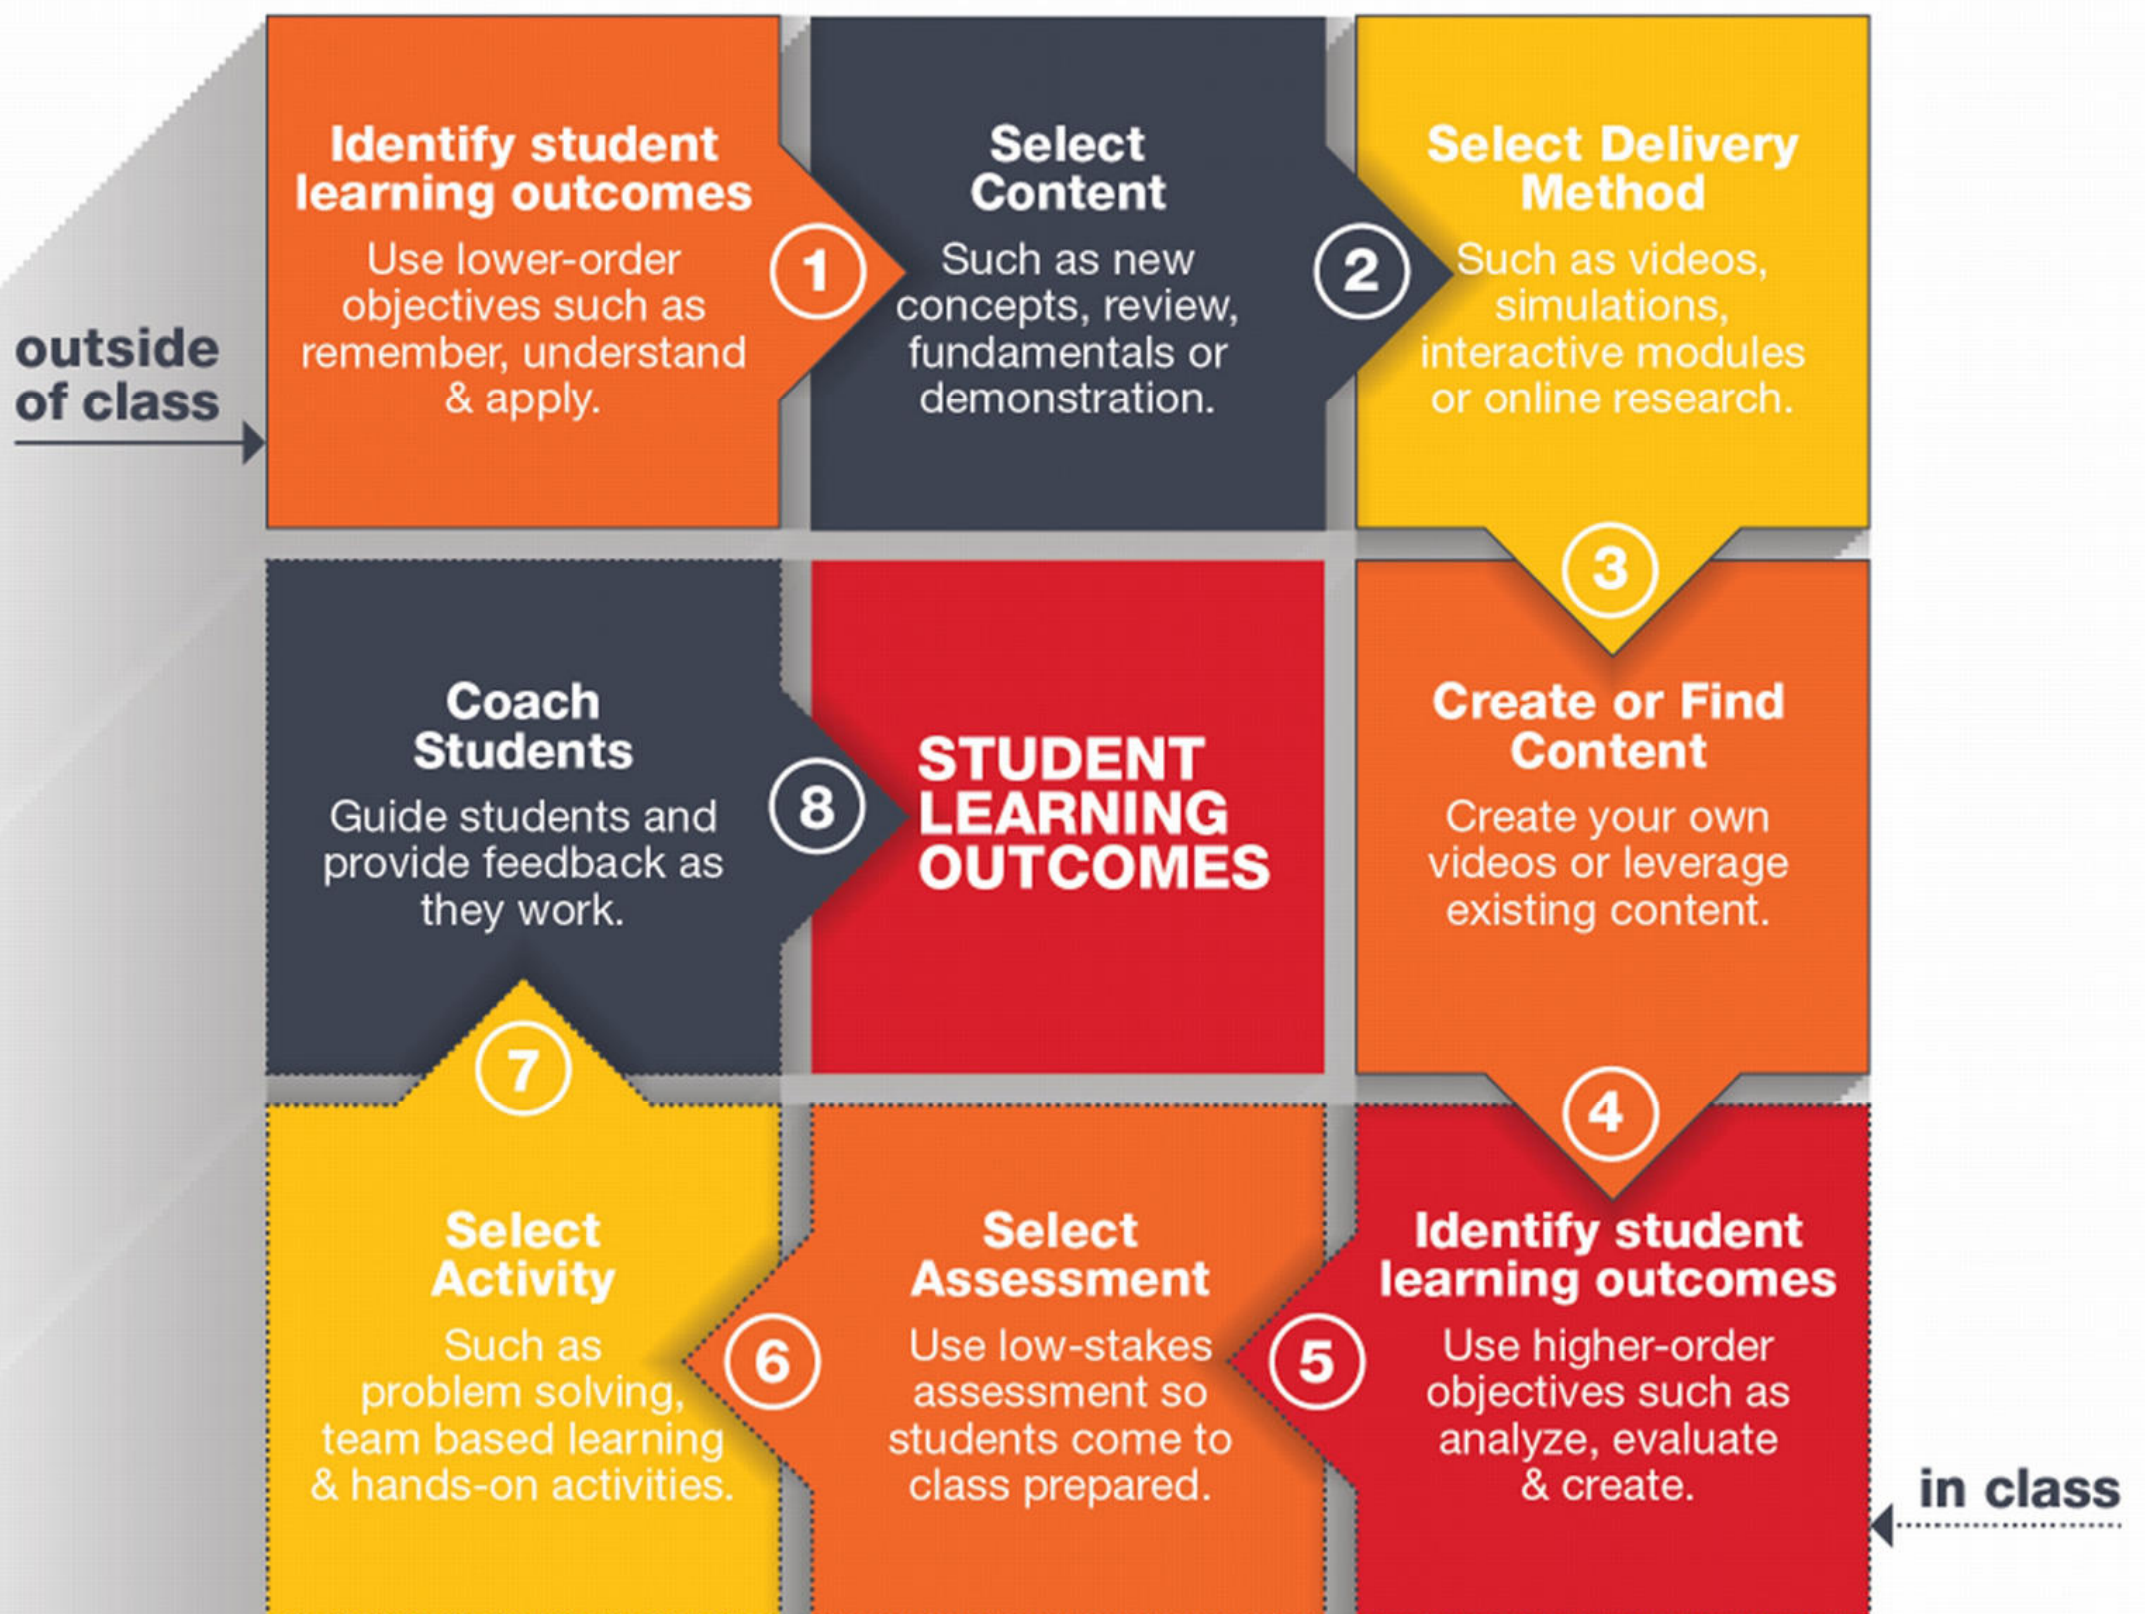 outside
of class
Identify student
learning outcomes
Use lower-order
objectives such as
remember, understand
& apply.
1
Select
Content
Such as new
concepts, review,
fundamentals or
demonstration.
2
Select Delivery
Method
Such as videos,
simulations,
interactive modules
or online research.
3
Create or Find
Content
Create your own
videos or leverage
existing content.
4
Identify student
learning outcomes
Use higher-order
objectives such as
analyze, evaluate
& create.
in class
5
Select
Assessment
Use low-stakes
assessment so
students come to
class prepared.
6
Select
Activity
Such as
problem solving,
team based learning
& hands-on activities.
7
Coach
Students
Guide students and
provide feedback as
they work.
8
STUDENT
LEARNING
OUTCOMES